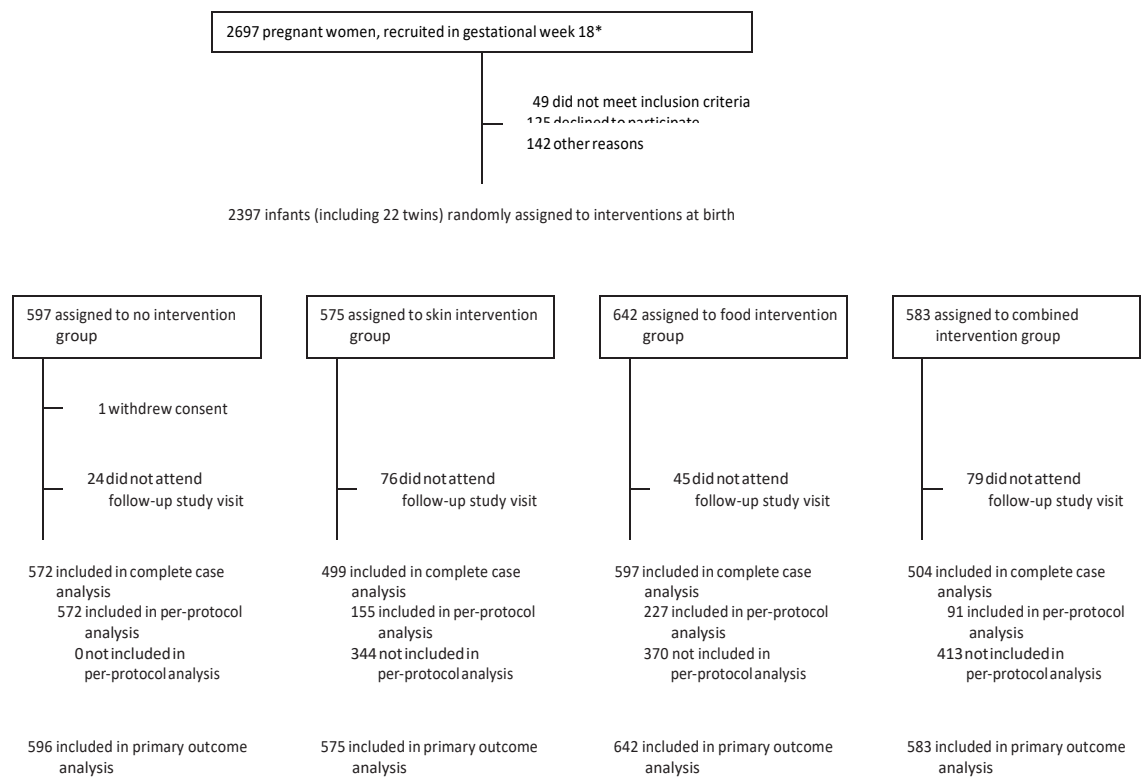 2697 pregnant women, recruited in gestational week 18*
49 did not meet inclusion criteria
125 declined to participate
142 other reasons
2397 infants (including 22 twins) randomly assigned to interventions at birth
597 assigned to no intervention
group
575 assigned to skin intervention
group
642 assigned to food intervention
group
583 assigned to combined
intervention group
1 withdrew consent
24 did not attend
follow-up study visit
76 did not attend
follow-up study visit
45 did not attend
follow-up study visit
79 did not attend
follow-up study visit
572 included in complete case
analysis
572 included in per-protocol
analysis
0 not included in
per-protocol analysis
499 included in complete case
analysis
155 included in per-protocol
analysis
344 not included in
per-protocol analysis
597 included in complete case
analysis
227 included in per-protocol
analysis
370 not included in
per-protocol analysis
504 included in complete case
analysis
91 included in per-protocol
analysis
413 not included in
per-protocol analysis
596 included in primary outcome
analysis
575 included in primary outcome
analysis
642 included in primary outcome
analysis
583 included in primary outcome
analysis